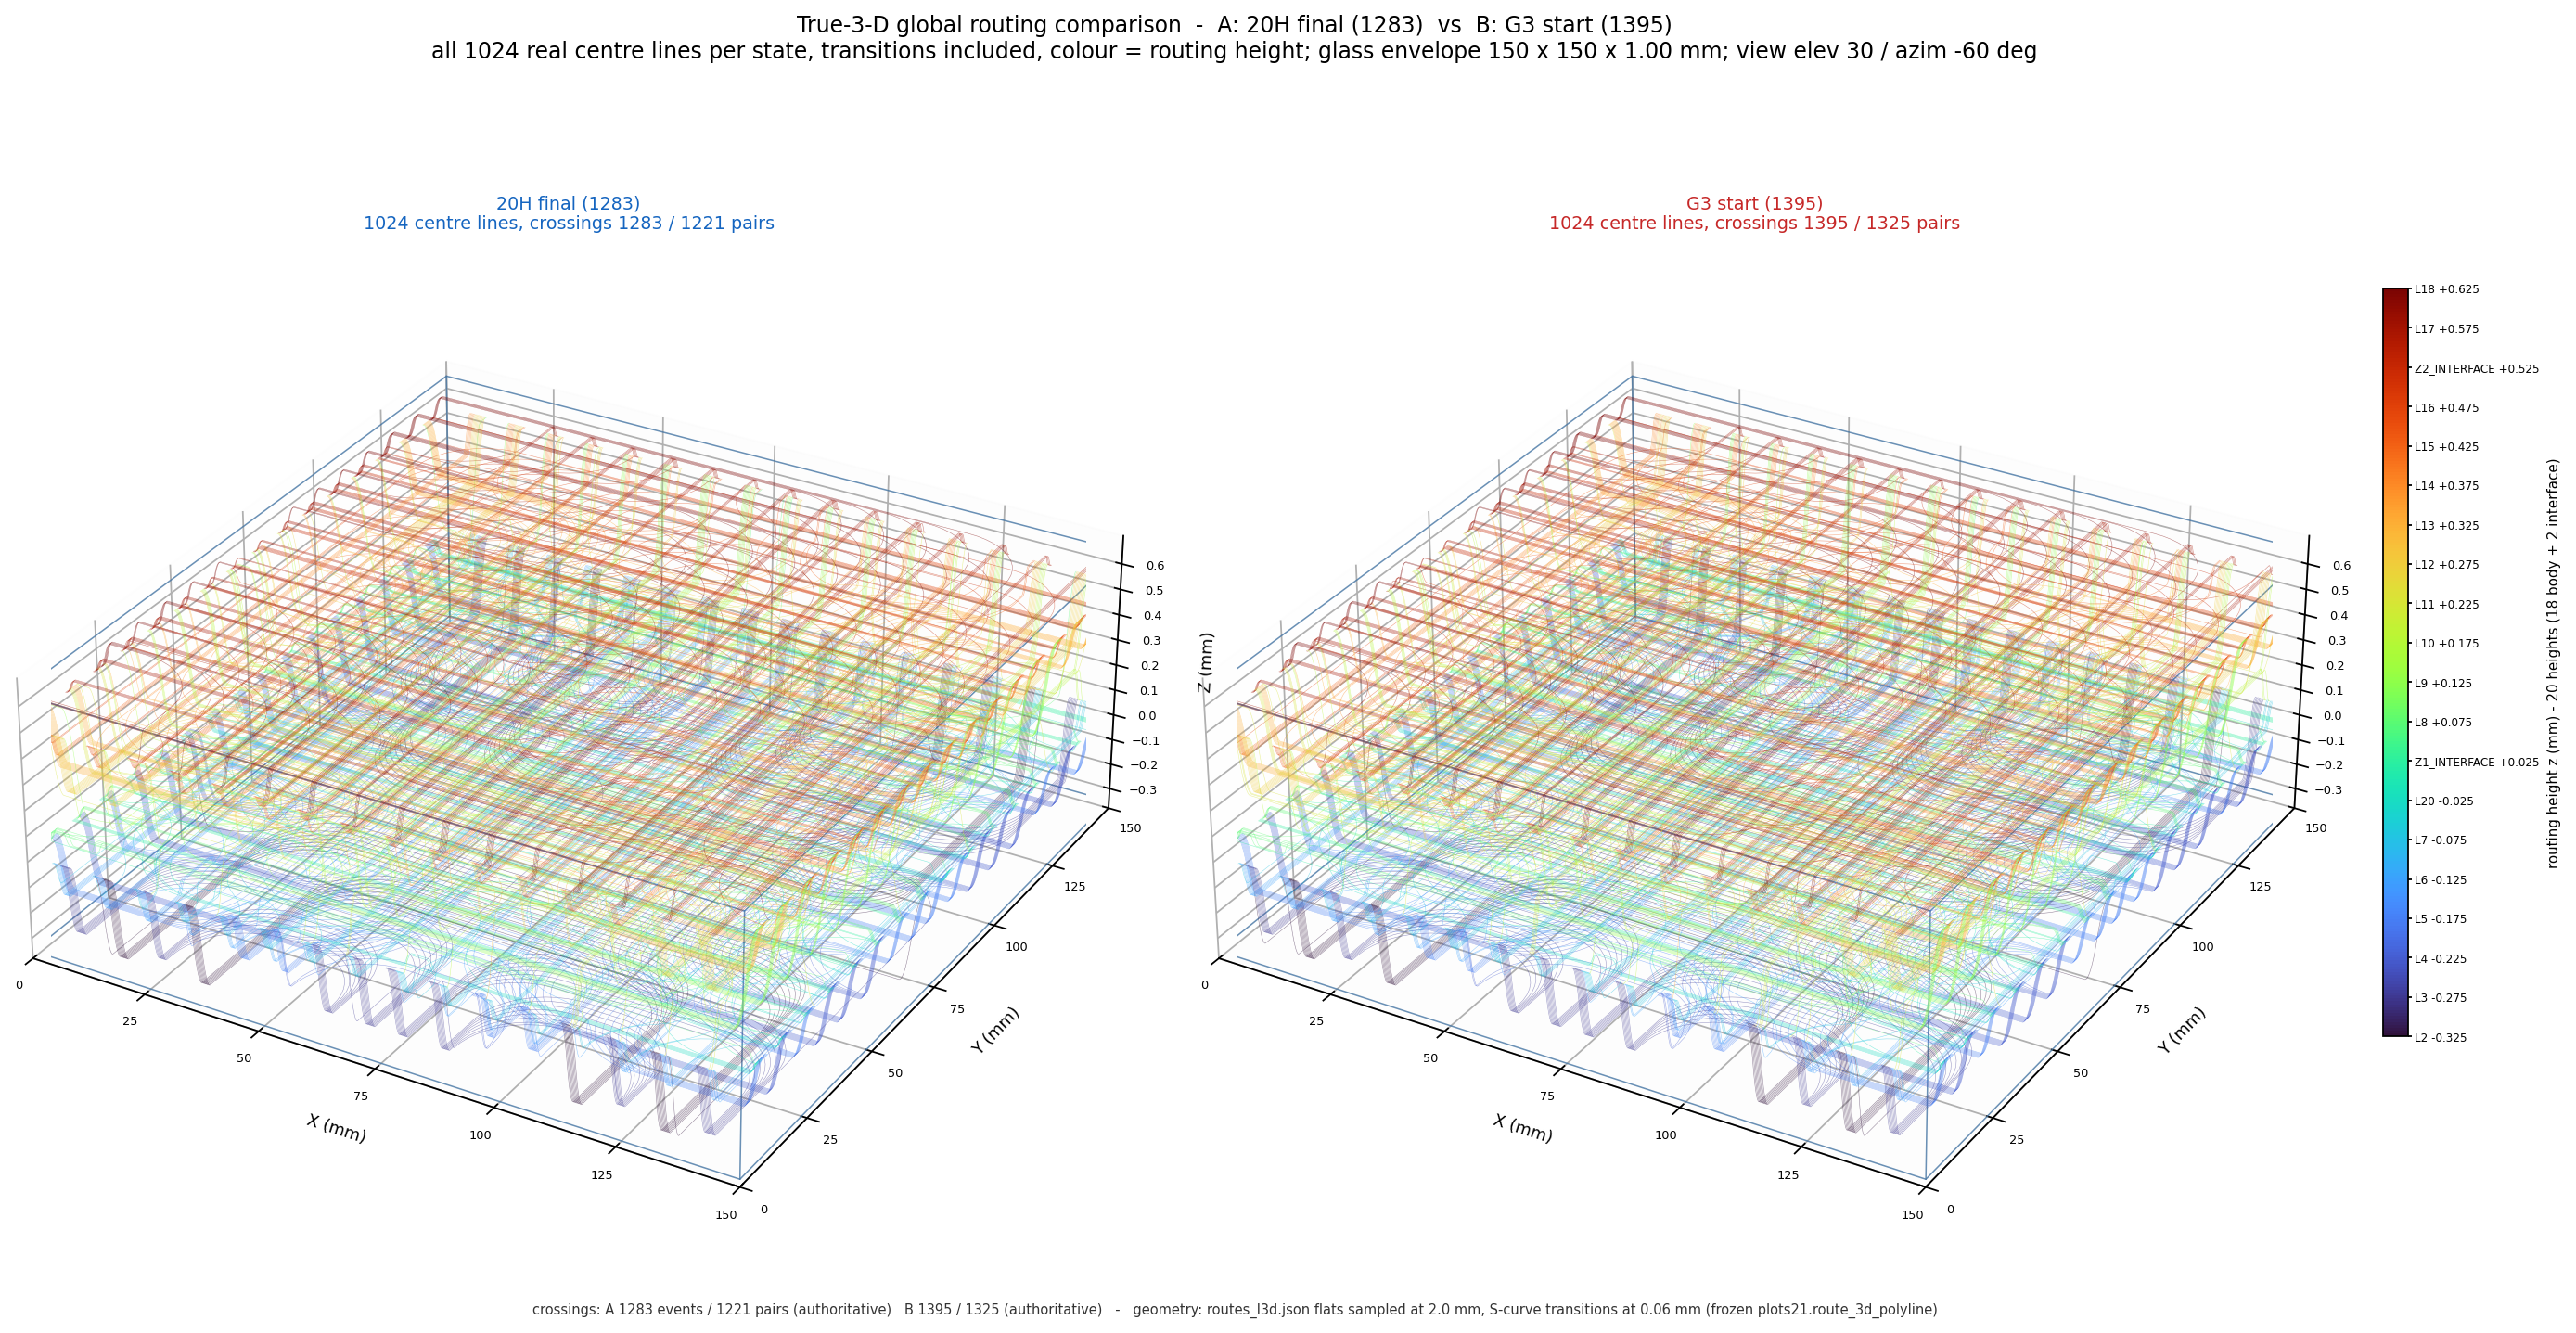 True-3-D global routing comparison - A: 20H final (1283) vs B: G3 start (1395)
all 1024 real centre lines per state, transitions included, colour = routing height; glass envelope 150 x 150 x 1.00 mm; view elev 30 / azim -60 deg
20H final (1283)
1024 centre lines, crossings 1283 / 1221 pairs
0.6
0.5
0.4
0.3
0.2
0.1
0.0
−0.1
−0.2
−0.3
Z (mm)
0
25
50
75
100
125
150
X (mm)
0
25
50
75
100
125
150
Y (mm)
G3 start (1395)
1024 centre lines, crossings 1395 / 1325 pairs
0.6
0.5
0.4
0.3
0.2
0.1
0.0
−0.1
−0.2
−0.3
0
25
50
75
100
125
150
X (mm)
0
25
50
75
100
125
150
Y (mm)
L18 +0.625
L17 +0.575
Z2_INTERFACE +0.525
L16 +0.475
L15 +0.425
L14 +0.375
L13 +0.325
L12 +0.275
L11 +0.225
L10 +0.175
L9 +0.125
L8 +0.075
Z1_INTERFACE +0.025
L20 -0.025
L7 -0.075
L6 -0.125
L5 -0.175
L4 -0.225
L3 -0.275
L2 -0.325
routing height z (mm) - 20 heights (18 body + 2 interface)
crossings: A 1283 events / 1221 pairs (authoritative) B 1395 / 1325 (authoritative) - geometry: routes_l3d.json flats sampled at 2.0 mm, S-curve transitions at 0.06 mm (frozen plots21.route_3d_polyline)